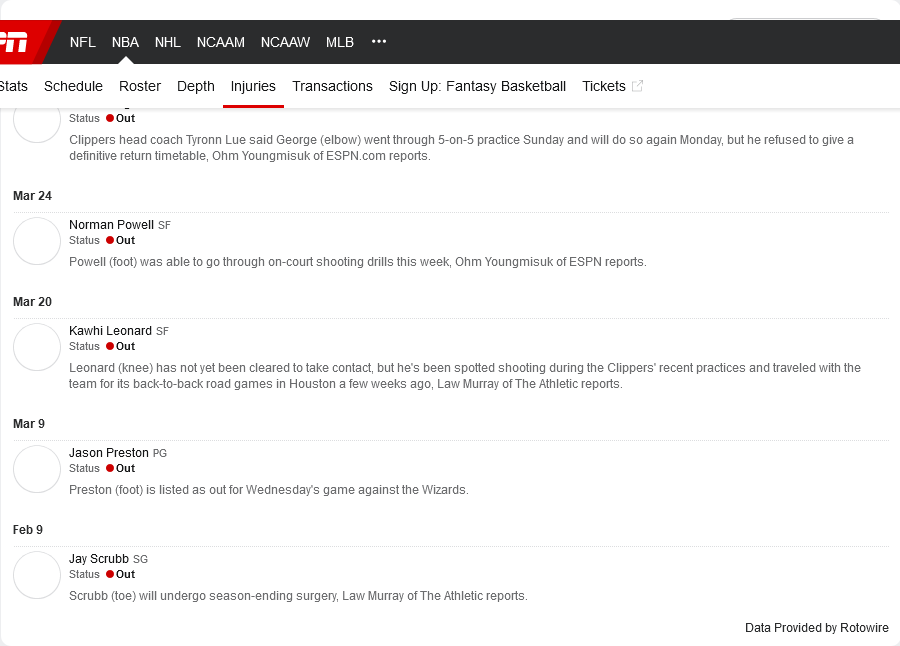 NFL NBA NHL NCAAM NCAAW MLB •••
Stats Schedule Roster Depth Injuries Transactions Sign Up: Fantasy Basketball Tickets
Status Out
Clippers head coach Tyronn Lue said George (elbow) went through 5-on-5 practice Sunday and will do so again Monday, but he refused to give a
definitive return timetable, Ohm Youngmisuk of ESPN.com reports.
Mar 24
Norman Powell SF
Status Out
Powell (foot) was able to go through on-court shooting drills this week, Ohm Youngmisuk of ESPN reports.
Mar 20
Kawhi Leonard SF
Status Out
Leonard (knee) has not yet been cleared to take contact, but he's been spotted shooting during the Clippers' recent practices and traveled with the
team for its back-to-back road games in Houston a few weeks ago, Law Murray of The Athletic reports.
Mar 9
Jason Preston PG
Status Out
Preston (foot) is listed as out for Wednesday's game against the Wizards.
Feb 9
Jay Scrubb SG
Status Out
Scrubb (toe) will undergo season-ending surgery, Law Murray of The Athletic reports.
Data Provided by Rotowire